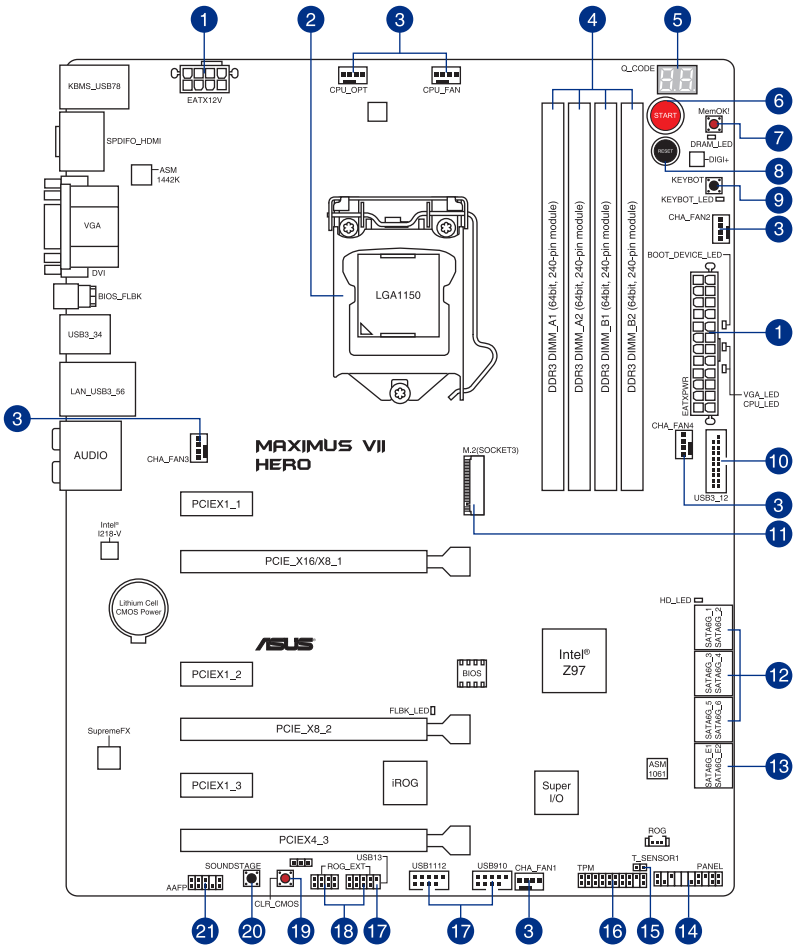 1
2
3
4
5
Q_CODE
KBMS_USB78
EATX12V
CPU_OPT
CPU_FAN
6
START
MemOK!
7
DRAM_LED
SPDIFO_HDMI
ASM
1442K
RESET
DIGI+
8
KEYBOT
9
KEYBOT_LED
CHA_FAN2
3
VGA
DVI
BOOT_DEVICE_LED
BIOS_FLBK
2
LGA1150
DDR3 DIMM_A1 (64bit, 240-pin module)
DDR3 DIMM_A2 (64bit, 240-pin module)
DDR3 DIMM_B1 (64bit, 240-pin module)
DDR3 DIMM_B2 (64bit, 240-pin module)
USB3_34
1
EATXPWR
LAN_USB3_56
VGA_LED
CPU_LED
3
CHA_FAN3
AUDIO
MAXIMUS VII
HERO
M.2(SOCKET3)
CHA_FAN4
10
USB3_12
3
11
PCIEX1_1
Intel®
I218-V
PCIE_X16/X8_1
Lithium Cell
CMOS Power
HD_LED
SATA6G_1
SATA6G_2
SATA6G_3
SATA6G_4
12
SATA6G_5
SATA6G_6
SATA6G_E1
SATA6G_E2
13
ASUS
Intel®
Z97
PCIEX1_2
BIOS
FLBK_LED
PCIE_X8_2
SupremeFX
PCIEX1_3
iROG
Super
I/O
ASM
1061
PCIEX4_3
ROG
T_SENSOR1
SOUNDSTAGE
ROG_EXT
USB13
USB1112
USB910
CHA_FAN1
TPM
PANEL
AAFP
CLR_CMOS
21
20
19
18
17
17
3
16
15
14